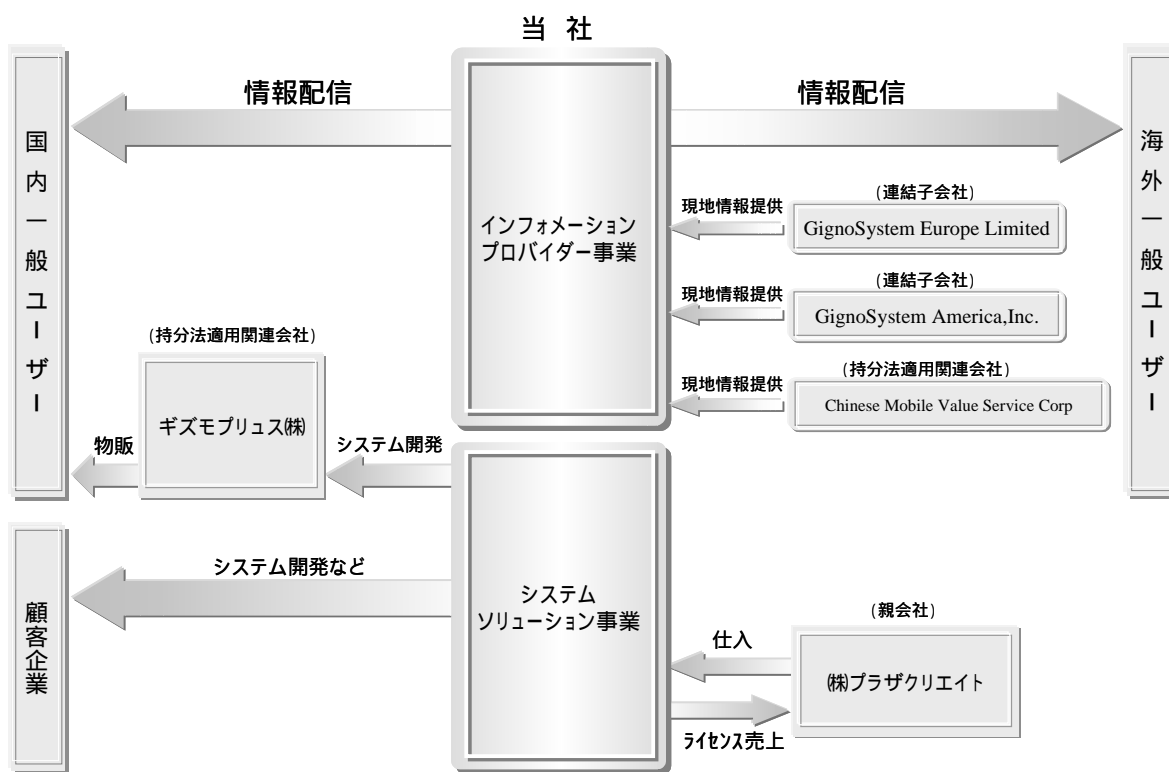 当 社
情報配信
情報配信
国内一般ユーザー
海外一般ユーザー
インフォメーション
プロバイダー事業
(連結子会社)
現地情報提供
GignoSystem Europe Limited
(連結子会社)
現地情報提供
GignoSystem America,Inc.
(持分法適用関連会社)
現地情報提供
Chinese Mobile Value Service Corp
(持分法適用関連会社)
ギズモプリュス㈱
物販
システム開発
システム開発など
顧客企業
システム
ソリューション事業
(親会社)
仕入
㈱プラザクリエイト
ﾗｲｾﾝｽ売上